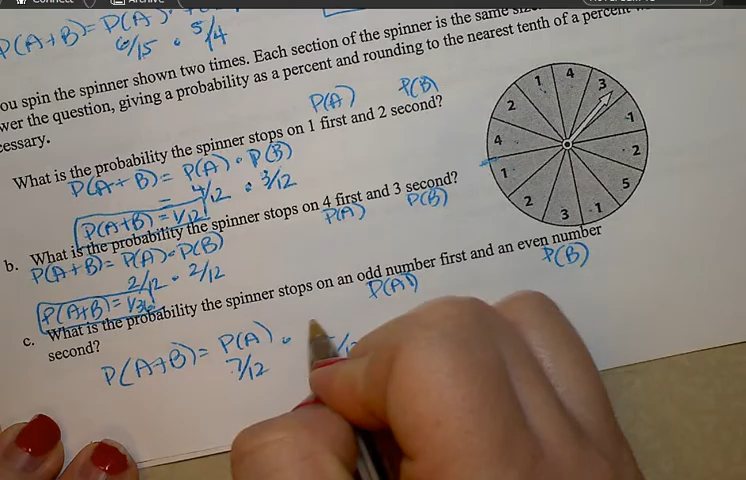 Archive
P(A+B)= P(A)
6/15 · 5/4
ou spin the spinner shown two times. Each section of the spinner is the same
wer the question, giving a probability as a percent and rounding to the nearest tenth of a percent
cessary.
P(A) P(B)
What is the probability the spinner stops on 1 first and 2 second?
P(A+B) = P(A) · P(B)
= 4/12 · 3/12
P(A+B) = 1/12
b. What is the probability the spinner stops on 4 first and 3 second?
P(A) P(B)
P(A+B) = P(A) · P(B)
2/12 · 2/12
P(A+B) = 1/36
c. What is the probability the spinner stops on an odd number first and an even number
second?
P(A) P(B)
P(A+B) = P(A) ·
7/12
1 4 3 1 2 5 1 3 2 1 4 2